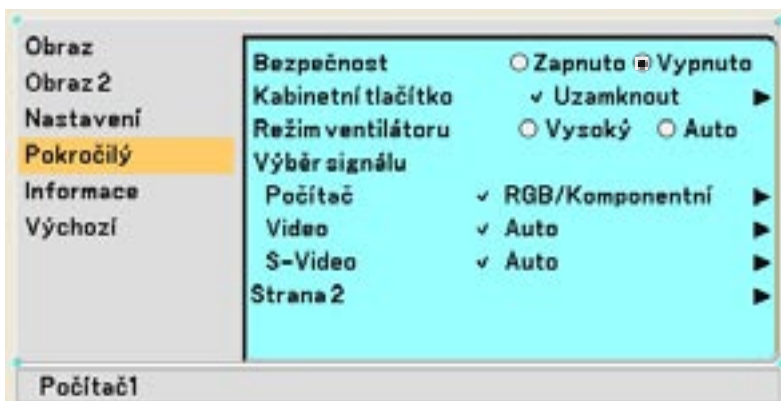 Obraz
Obraz 2
Nastavení
Pokročilý
Informace
Výchozí
Bezpečnost Zapnuto Vypnuto
Kabinetní tlačítko Uzamknout
Režim ventilátoru Vysoký Auto
Výběr signálu
Počítač RGB/Komponentní
Video Auto
S-Video Auto
Strana 2
Počítač1